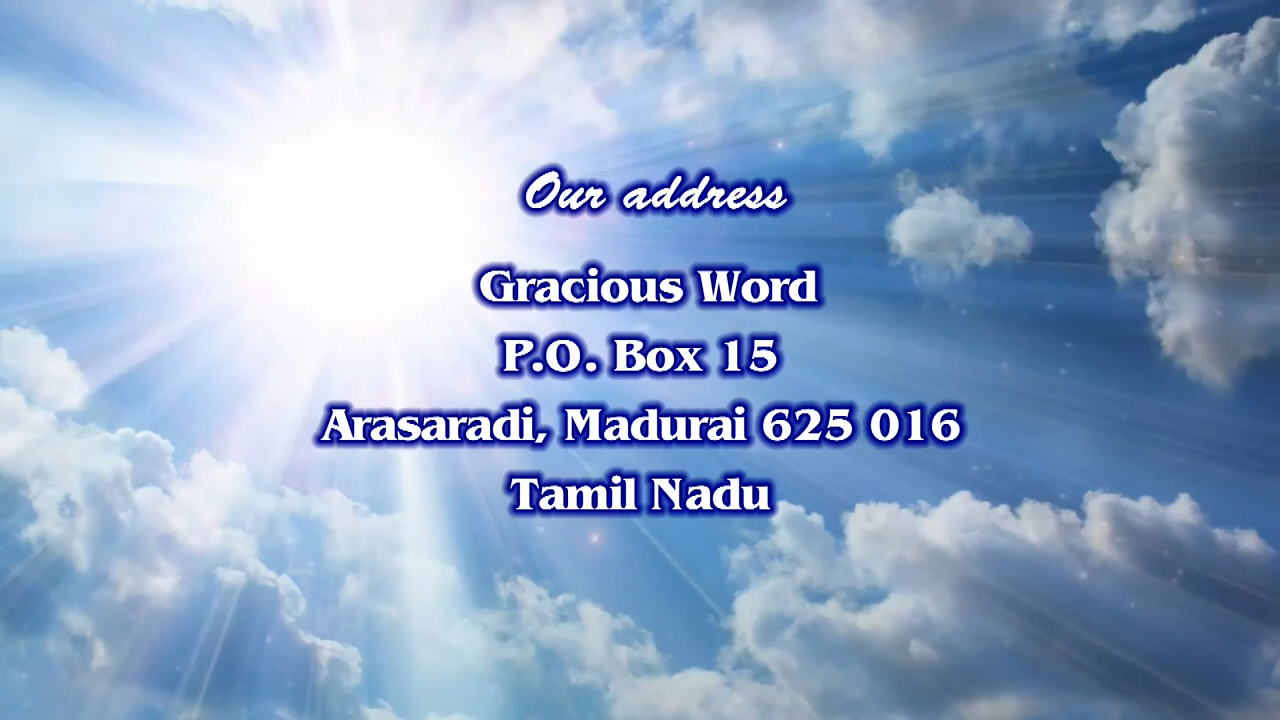 Our address
Gracious Word
P.O. Box 15
Arasaradi, Madurai 625 016
Tamil Nadu